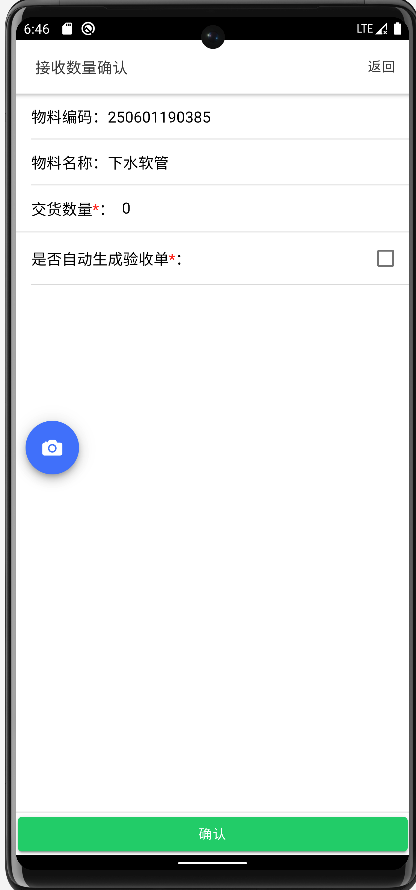 6:46 LTE
接收数量确认 返回
物料编码：250601190385
物料名称：下水软管
交货数量*： 0
是否自动生成验收单*：
确认